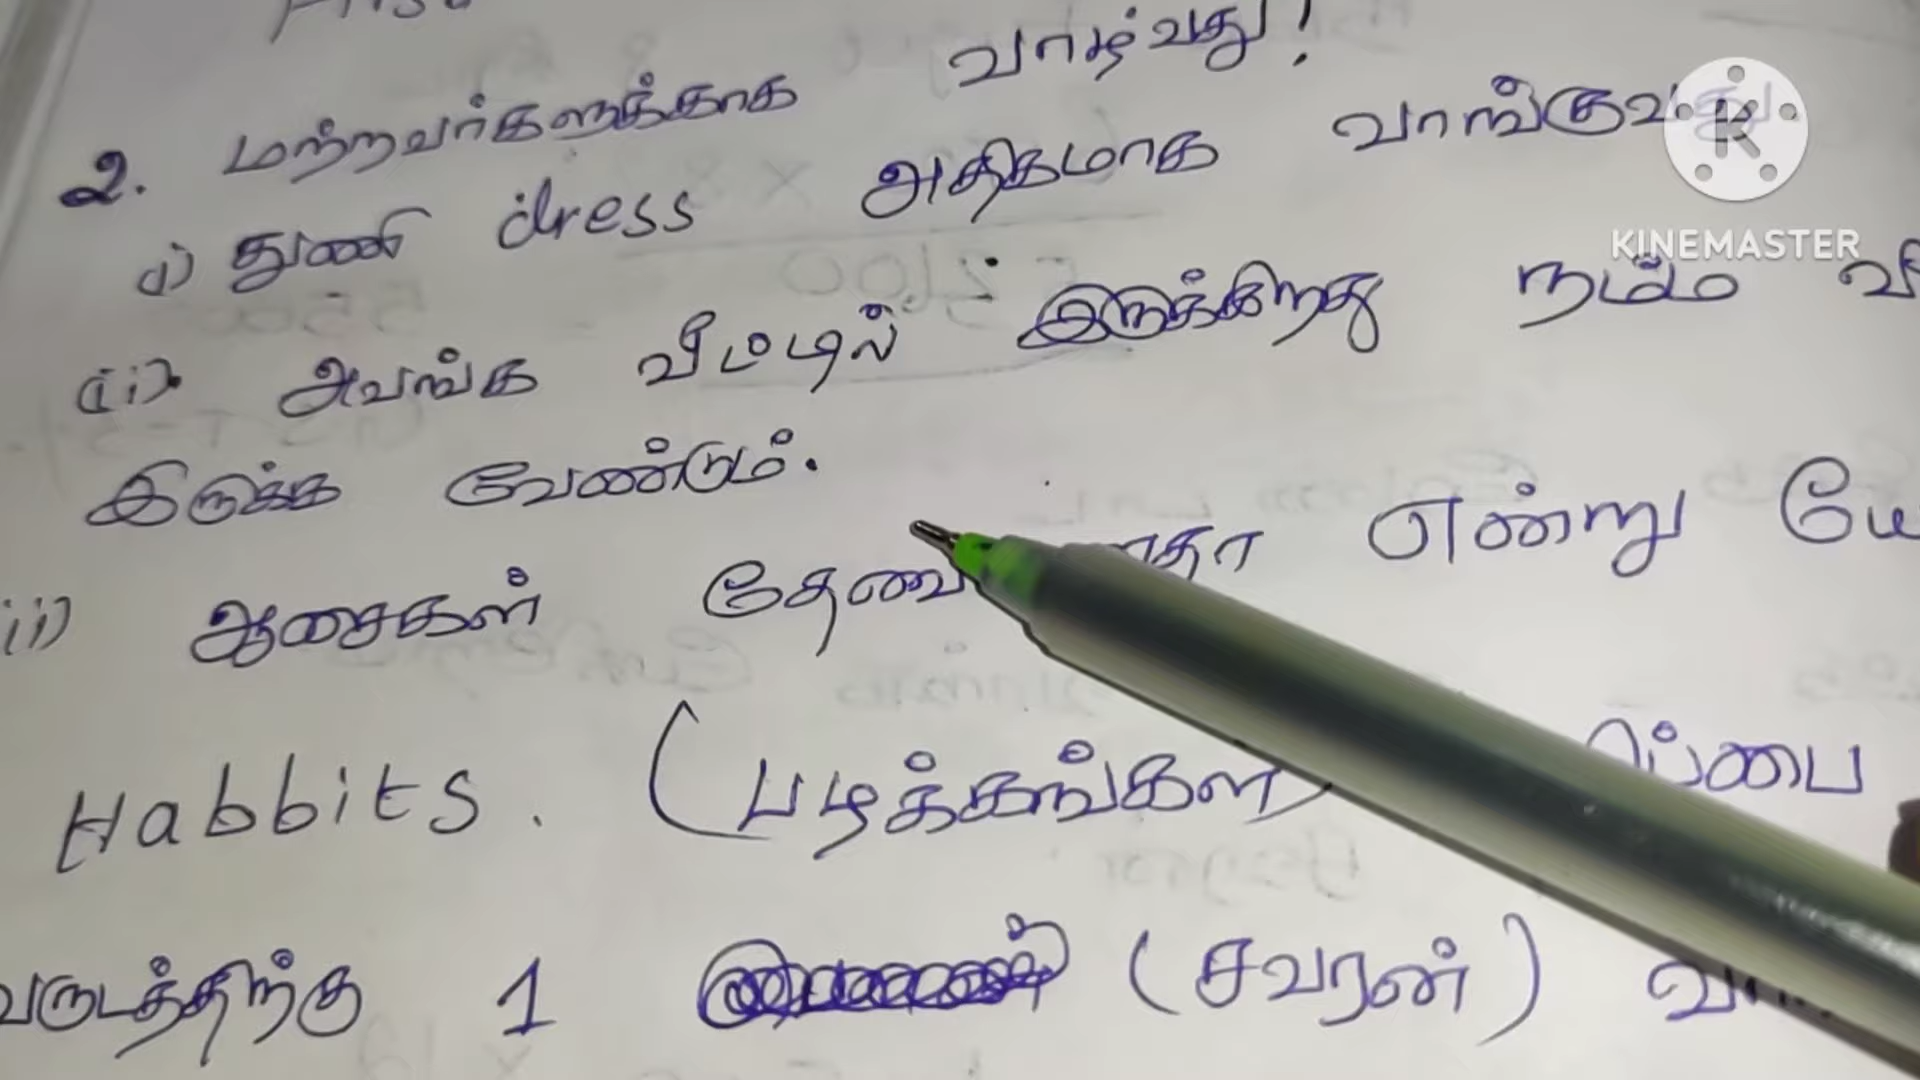 2. மற்றவர்களுக்காக வாழ்வது!
i) துணி dress அதிகமாக வாங்குவது
(ii). அவங்க வீட்டில் இருக்கிறது நம்ம
இருக்க வேண்டும்.
ii) ஆசைகள் என்று
Habbits. (பழக்கங்கள்
வருடத்திற்கு 1 (சவரன்)
KINEMASTER